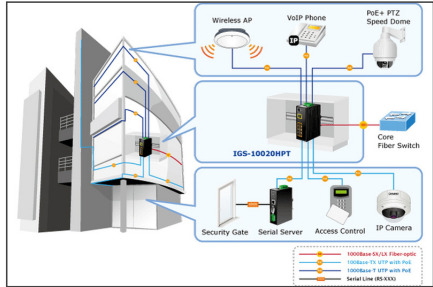 Wireless AP
VoIP Phone
PoE+ PTZ
Speed Dome
IP
IGS-10020HPT
Core
Fiber Switch
Security Gate
Serial Server
Access Control
IP Camera
1000Base-SX/LX Fiber-optic
100Base-TX UTP with PoE
1000Base-T UTP with PoE
Serial Line (RS-XXX)